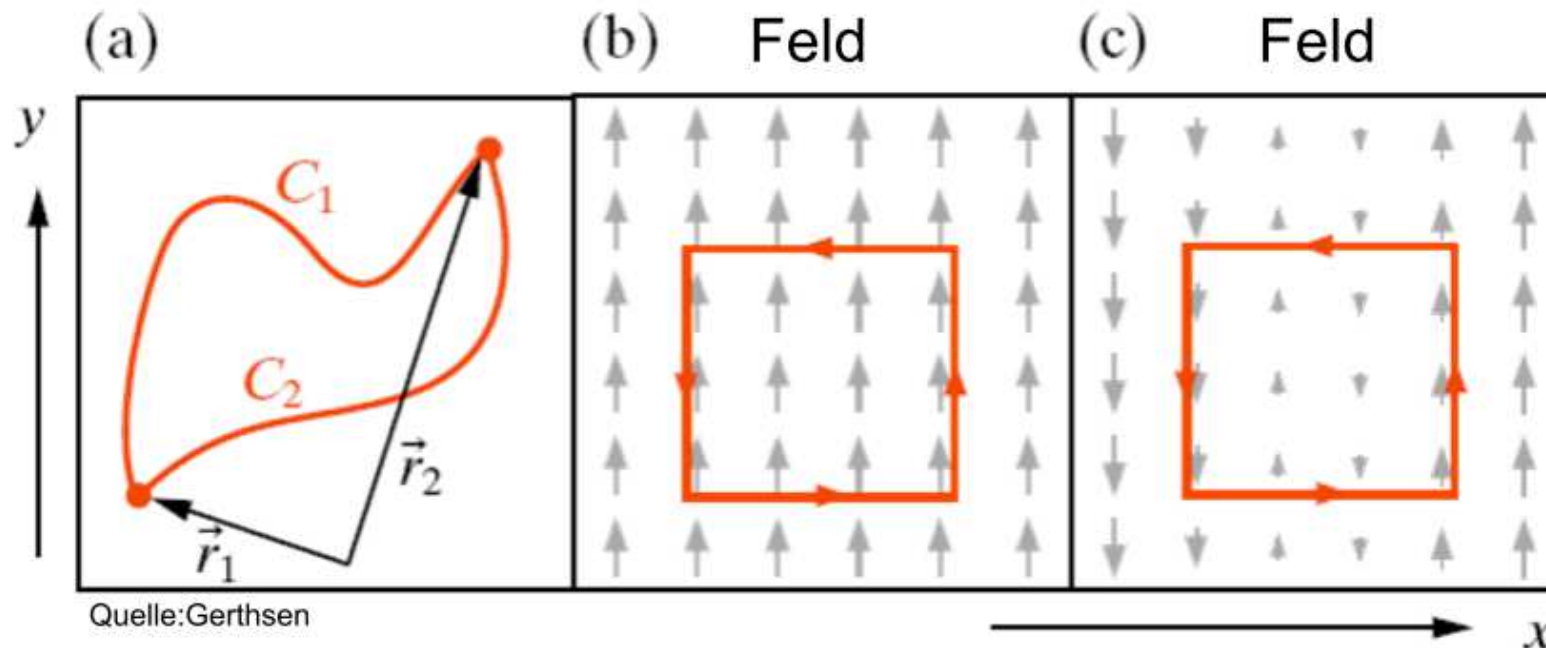 (a)
(b) Feld
(c) Feld
y
C₁
C₂
r⃗₂
r⃗₁
Quelle:Gerthsen
x